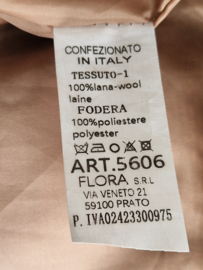 CONFEZIONATO
IN ITALY
TESSUTO-1
100%lana-wool
laine
FODERA
100%poliestere
polyester
ART.5606
FLORA S.R.L
VIA VENETO 21
59100 PRATO
P. IVA02423300975